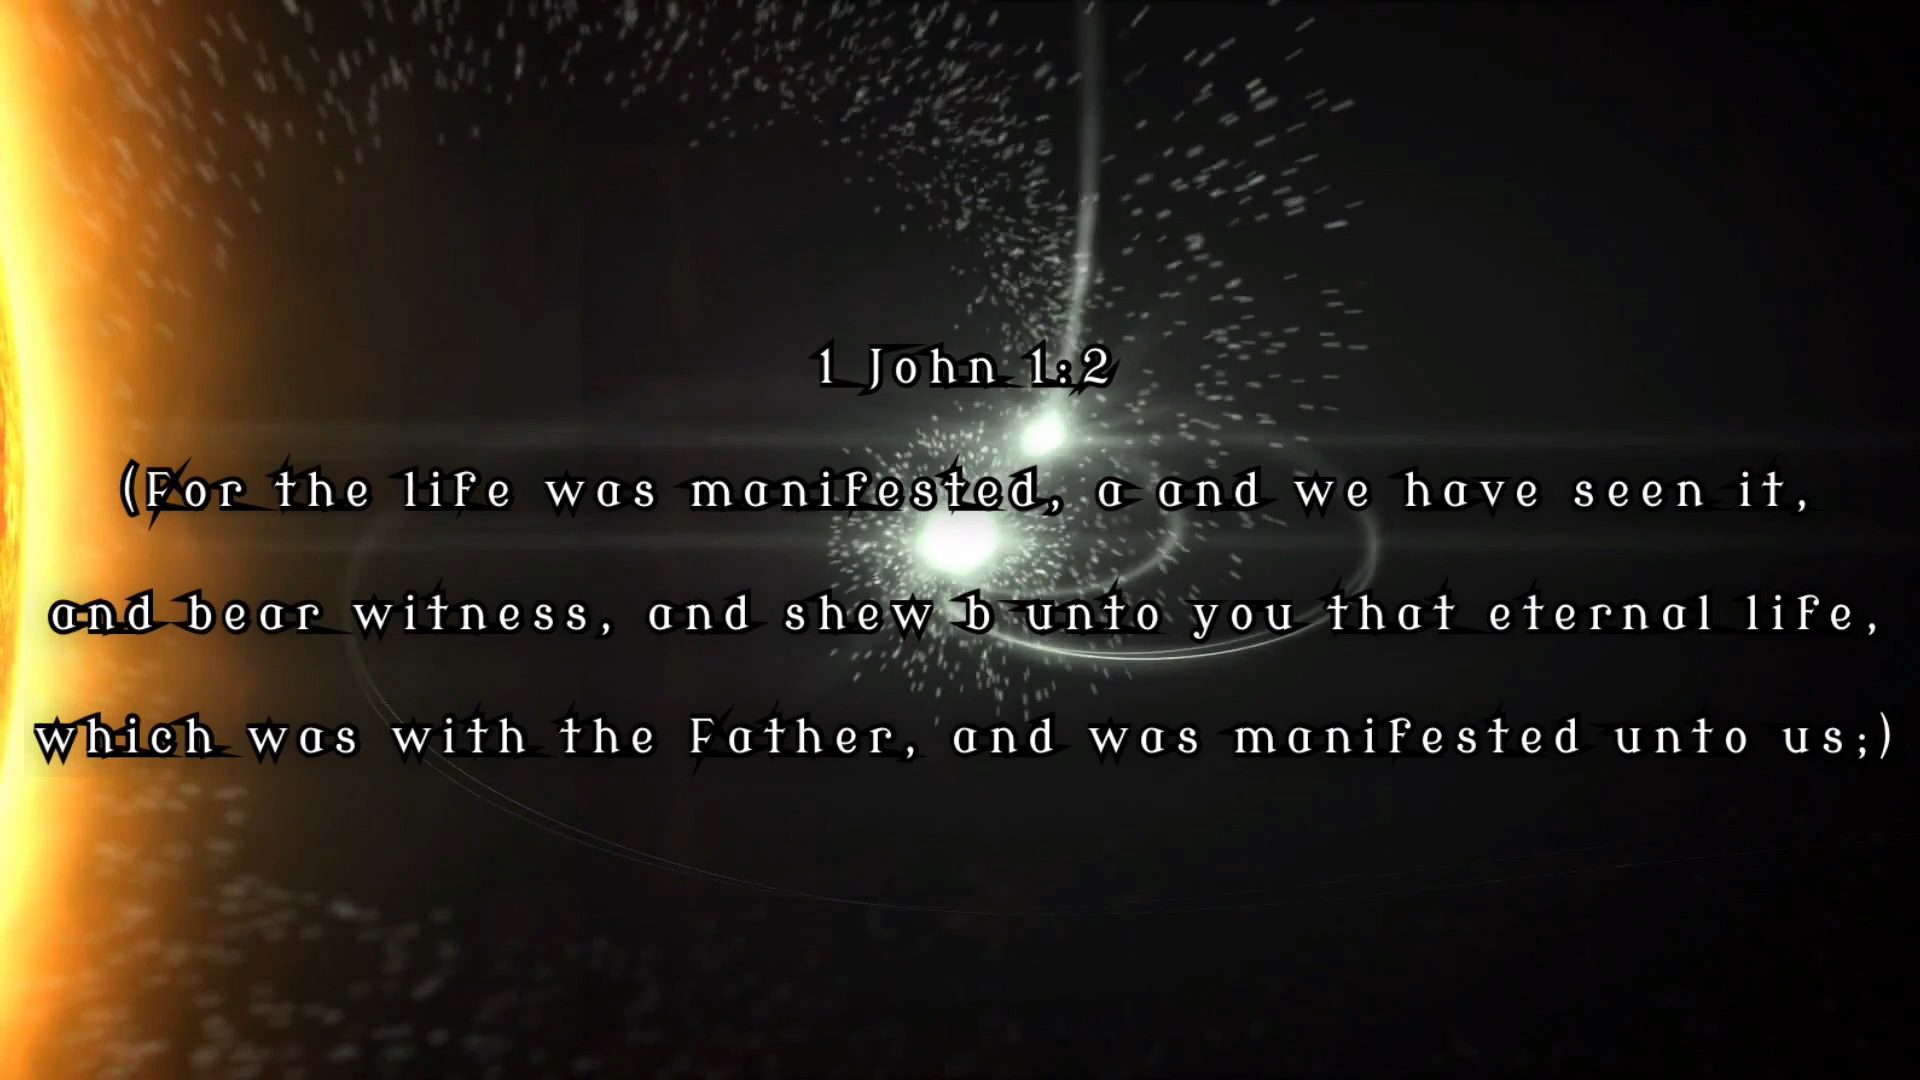 1 John 1:2
(For the life was manifested, a and we have seen it,
and bear witness, and shew b unto you that eternal life,
which was with the Father, and was manifested unto us;)